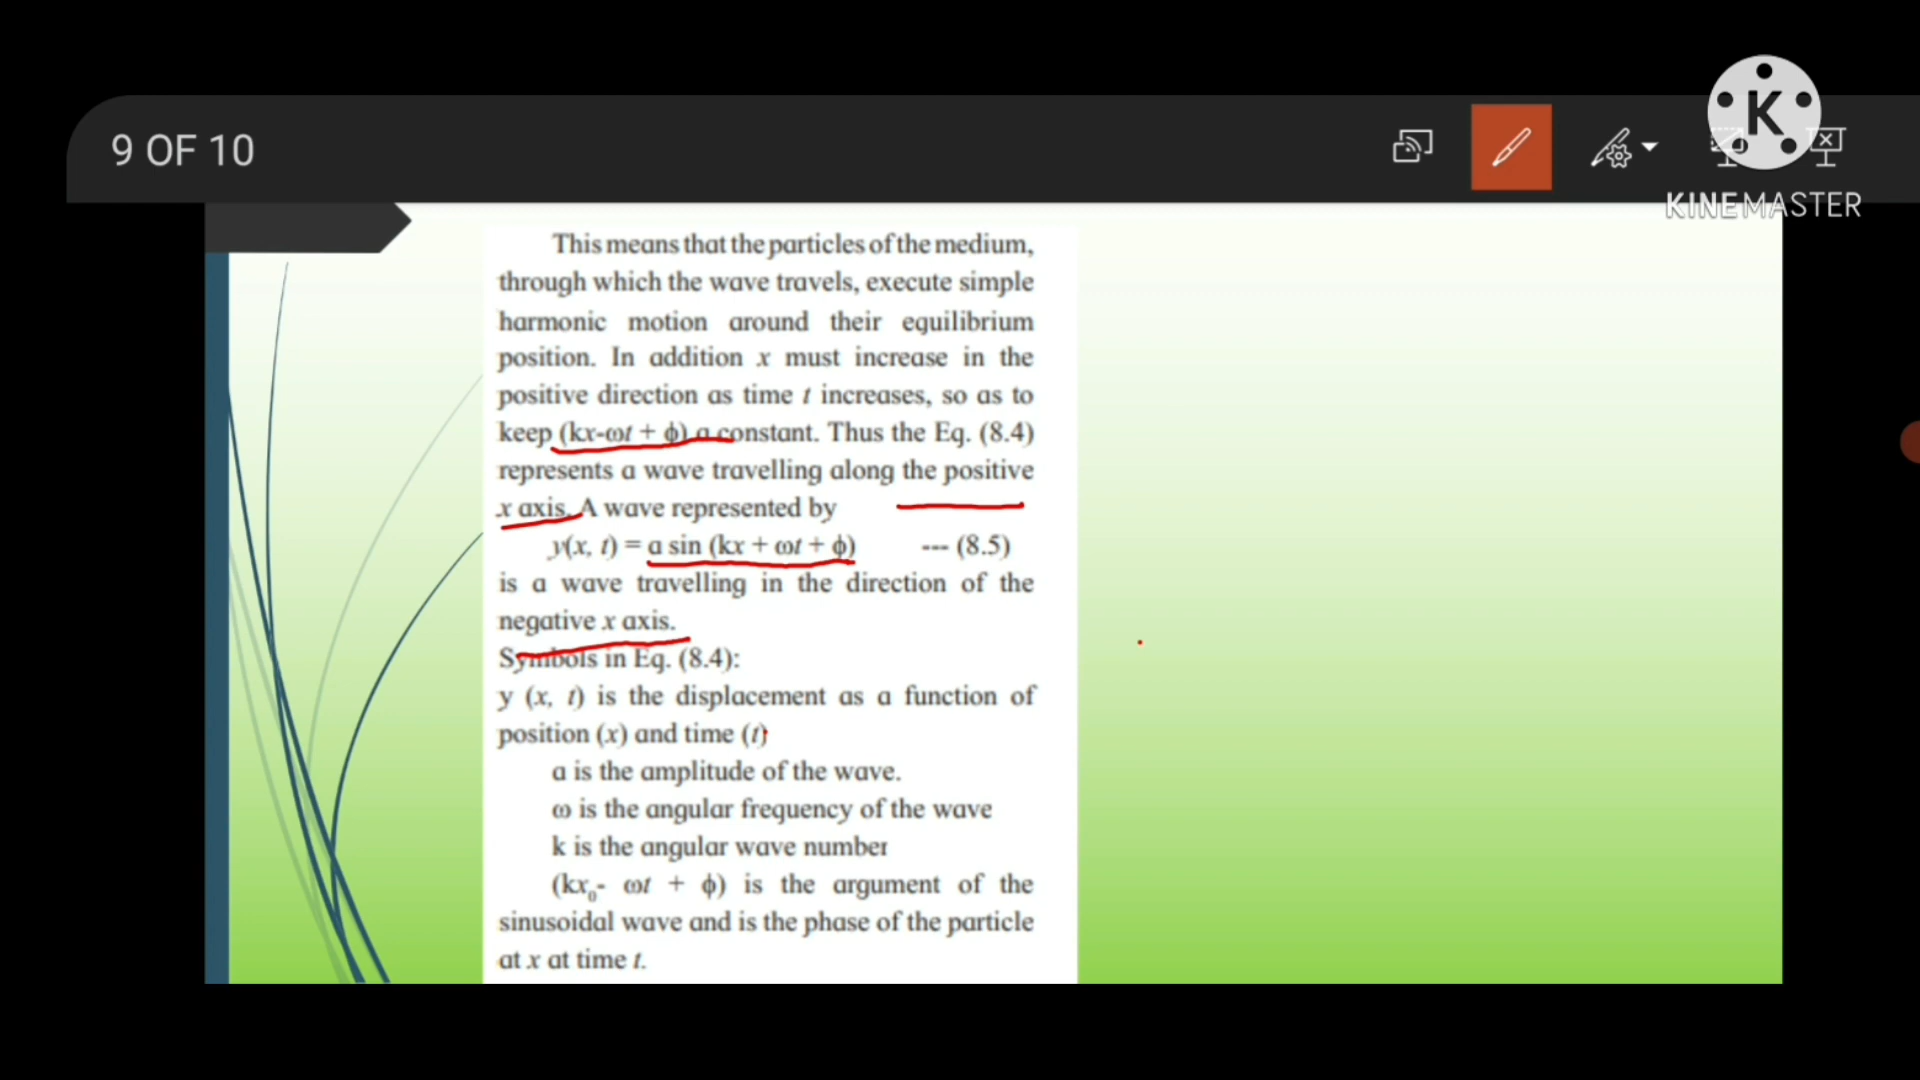 9 OF 10
K
KINEMASTER
This means that the particles of the medium,
through which the wave travels, execute simple
harmonic motion around their equilibrium
position. In addition x must increase in the
positive direction as time t increases, so as to
keep (kx-ωt + ϕ) a constant. Thus the Eq. (8.4)
represents a wave travelling along the positive
x axis. A wave represented by
y(x, t) = a sin (kx + ωt + ϕ) --- (8.5)
is a wave travelling in the direction of the
negative x axis.
Symbols in Eq. (8.4):
y (x, t) is the displacement as a function of
position (x) and time (t)
a is the amplitude of the wave.
ω is the angular frequency of the wave
k is the angular wave number
(kx₀- ωt + ϕ) is the argument of the
sinusoidal wave and is the phase of the particle
at x at time t.